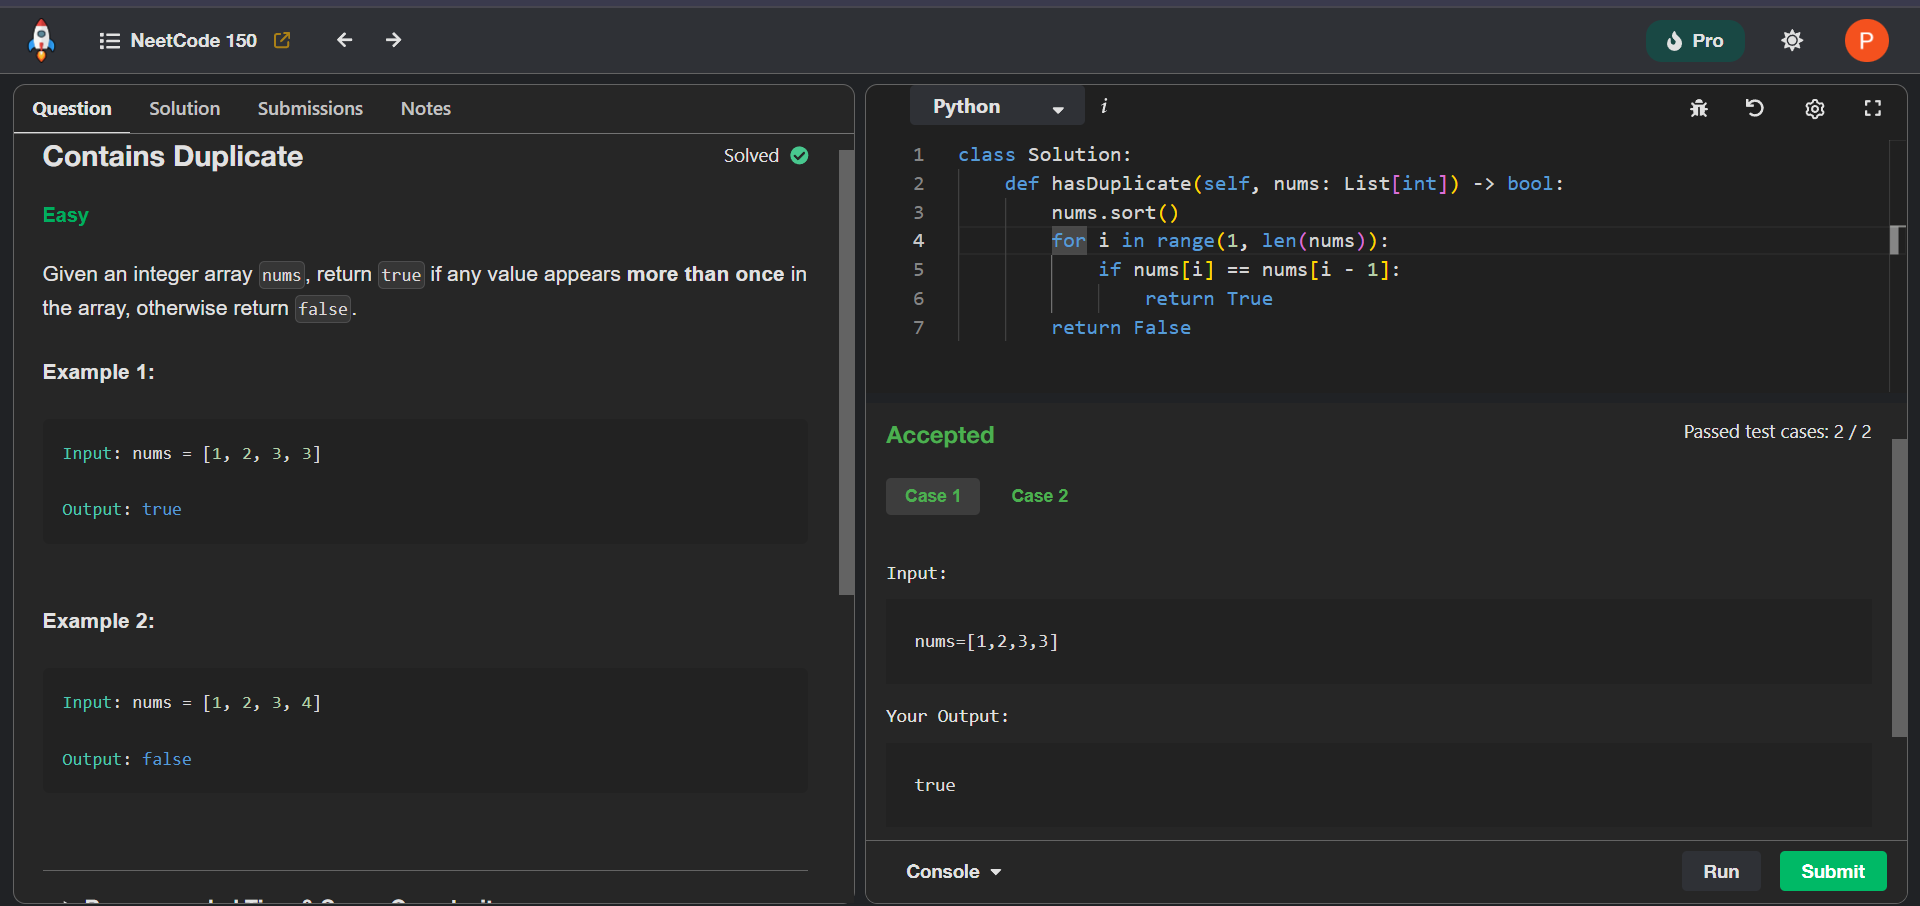 NeetCode 150
Pro
P
Question Solution Submissions Notes
Contains Duplicate
Solved
Easy
Given an integer array nums, return true if any value appears more than once in
the array, otherwise return false.
Example 1:
Input: nums = [1, 2, 3, 3]
Output: true
Example 2:
Input: nums = [1, 2, 3, 4]
Output: false
Python
i
1 class Solution:
2 def hasDuplicate(self, nums: List[int]) -> bool:
3 nums.sort()
4 for i in range(1, len(nums)):
5 if nums[i] == nums[i - 1]:
6 return True
7 return False
Accepted
Passed test cases: 2 / 2
Case 1 Case 2
Input:
nums=[1,2,3,3]
Your Output:
true
Console
Run
Submit